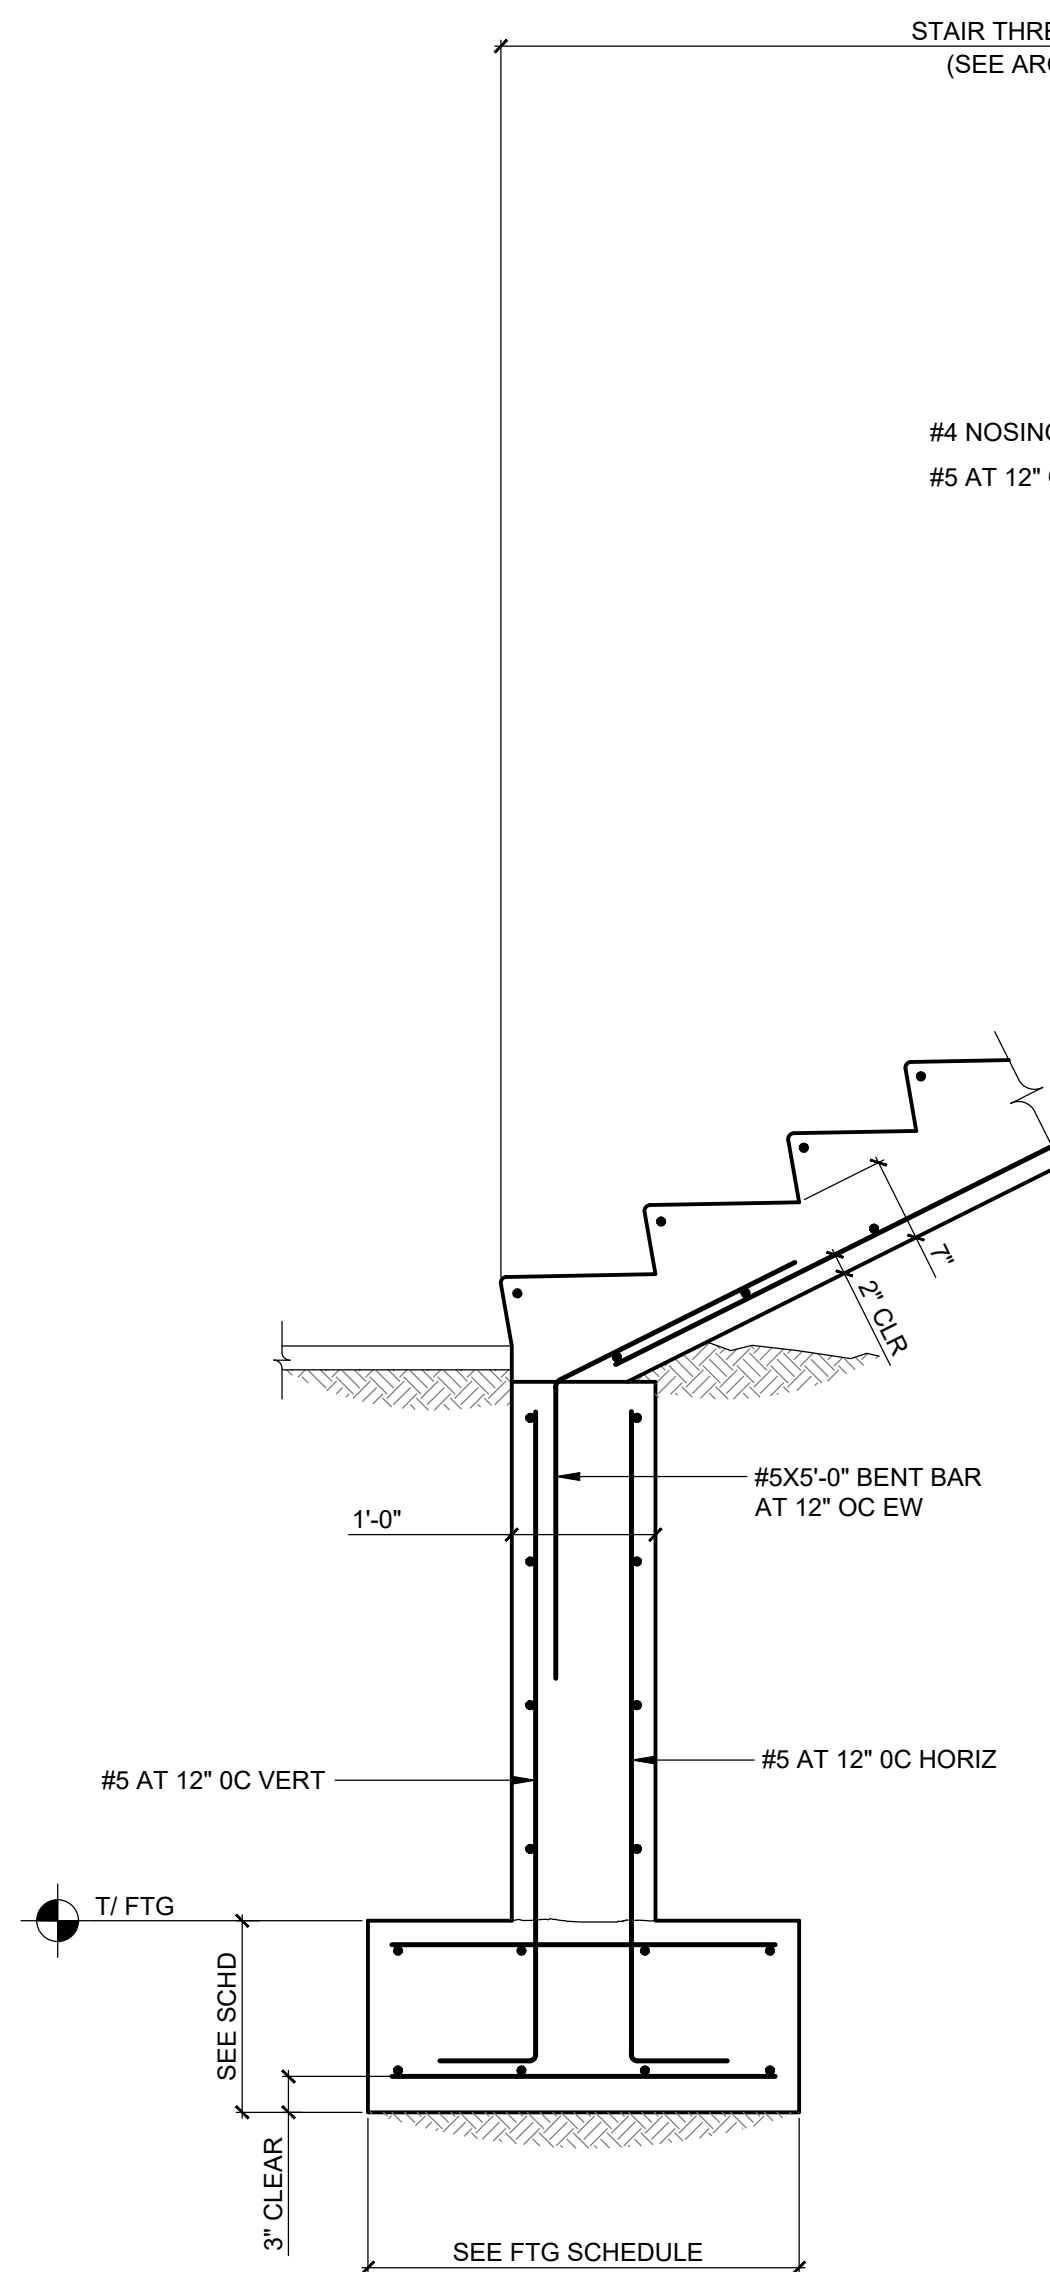 STAIR THRE
(SEE ARC
#4 NOSING
#5 AT 12"
7"
2" CLR
#5X5'-0" BENT BAR
AT 12" OC EW
1'-0"
#5 AT 12" 0C HORIZ
#5 AT 12" 0C VERT
T/ FTG
SEE SCHD
3" CLEAR
SEE FTG SCHEDULE